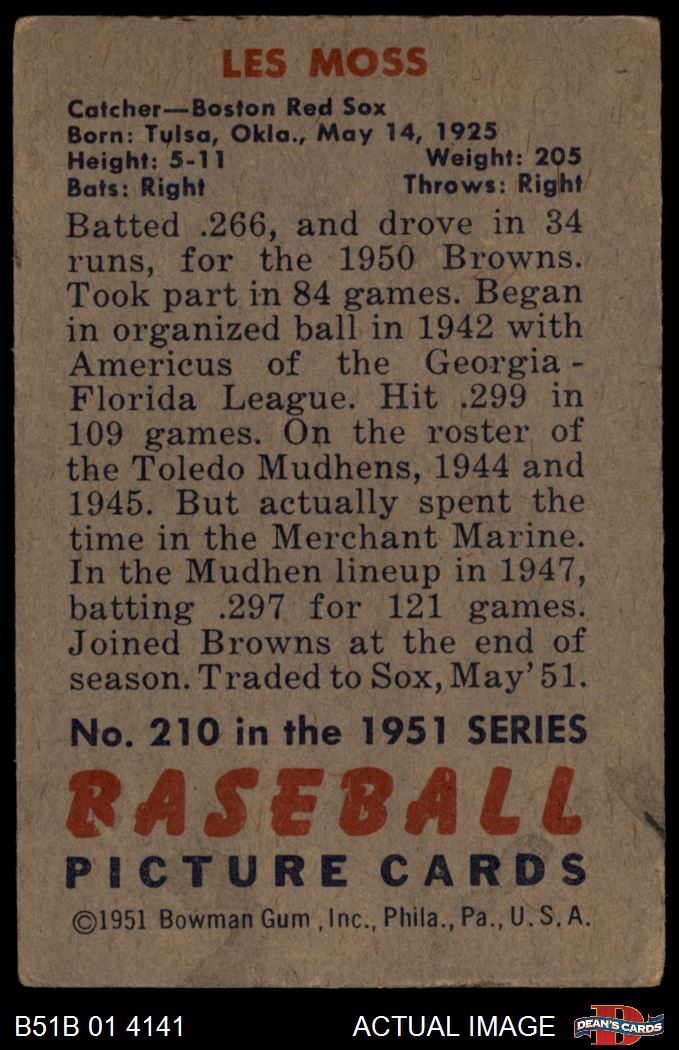 LES MOSS
Catcher—Boston Red Sox
Born: Tulsa, Okla., May 14, 1925
Height: 5-11 Weight: 205
Bats: Right Throws: Right
Batted .266, and drove in 34
runs, for the 1950 Browns.
Took part in 84 games. Began
in organized ball in 1942 with
Americus of the Georgia-
Florida League. Hit .299 in
109 games. On the roster of
the Toledo Mudhens, 1944 and
1945. But actually spent the
time in the Merchant Marine.
In the Mudhen lineup in 1947,
batting .297 for 121 games.
Joined Browns at the end of
season. Traded to Sox, May '51.
No. 210 in the 1951 SERIES
BASEBALL
PICTURE CARDS
©1951 Bowman Gum, Inc., Phila., Pa., U.S.A.
B51B 01 4141 ACTUAL IMAGE D DEAN'S CARDS